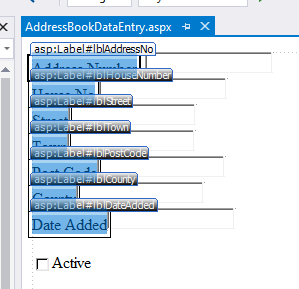 AddressBookDataEntry.aspx
asp:Label#lblAddressNo
Address Number
asp:Label#lblHouseNumber
House No
asp:Label#lblStreet
Street
asp:Label#lblTown
Town
asp:Label#lblPostCode
Post Code
asp:Label#lblCounty
County
asp:Label#lblDateAdded
Date Added
Active